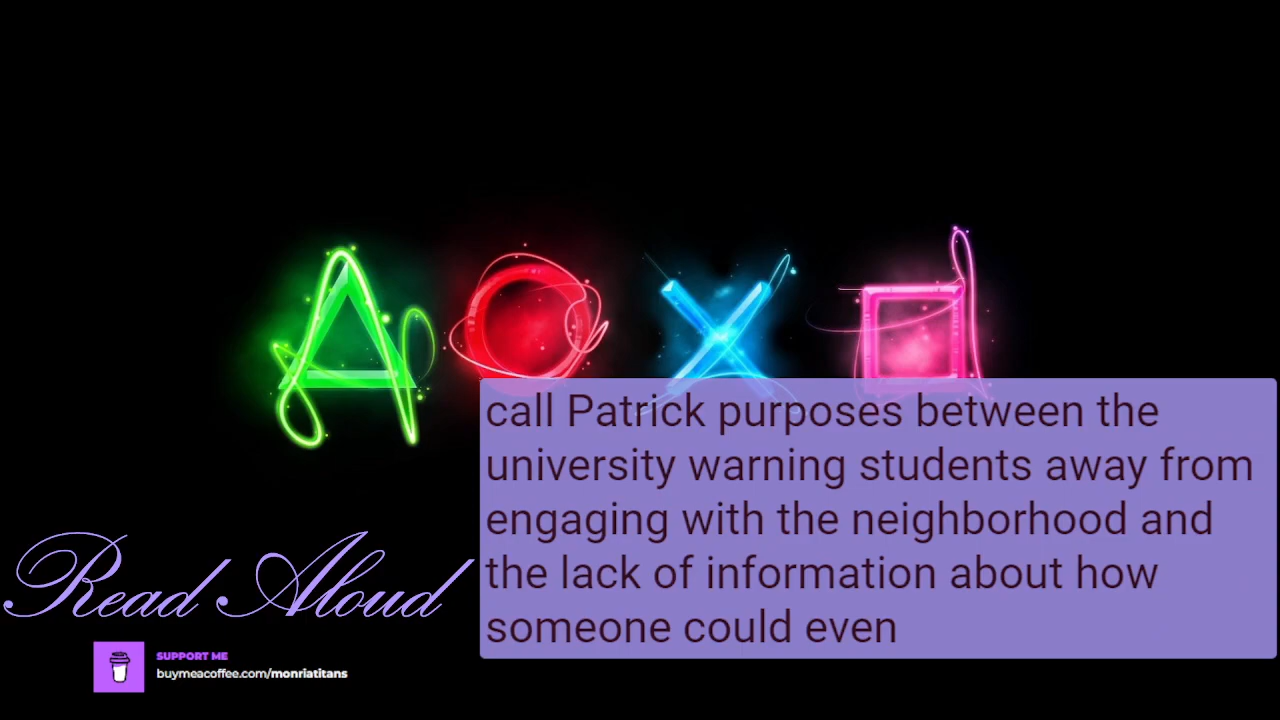 call Patrick purposes between the
university warning students away from
engaging with the neighborhood and
the lack of information about how
someone could even
Read Aloud
SUPPORT ME
buymeacoffee.com/monriatitans